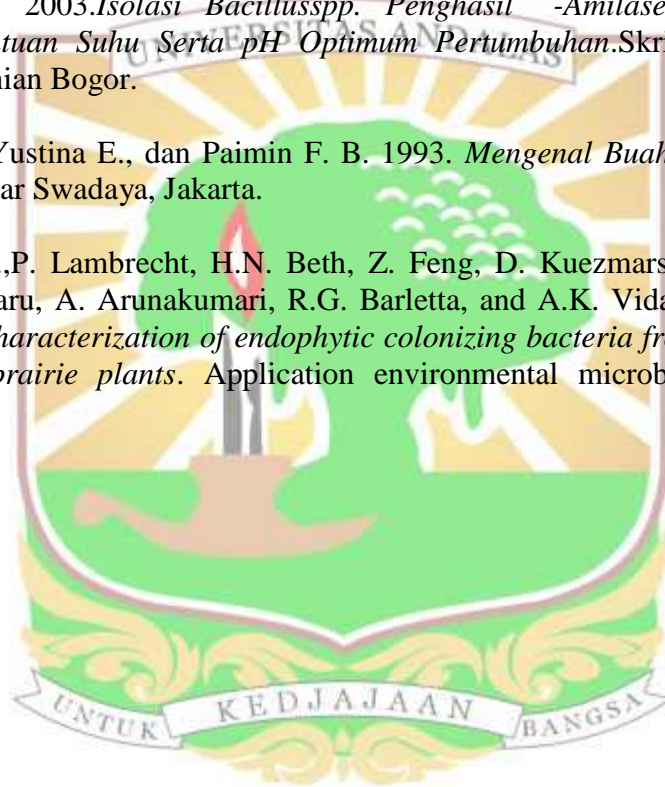 2003.Isolasi Bacillusspp. Penghasil -Amilase
tuan Suhu Serta pH Optimum Pertumbuhan.Skri
UNIVERSITAS ANDALAS
nian Bogor.
Yustina E., dan Paimin F. B. 1993. Mengenal Buah
ar Swadaya, Jakarta.
.,P. Lambrecht, H.N. Beth, Z. Feng, D. Kuezmars
aru, A. Arunakumari, R.G. Barletta, and A.K. Vida
haracterization of endophytic colonizing bacteria fr
prairie plants. Application environmental microb
UNTUK KEDJAJAAN BANGSA